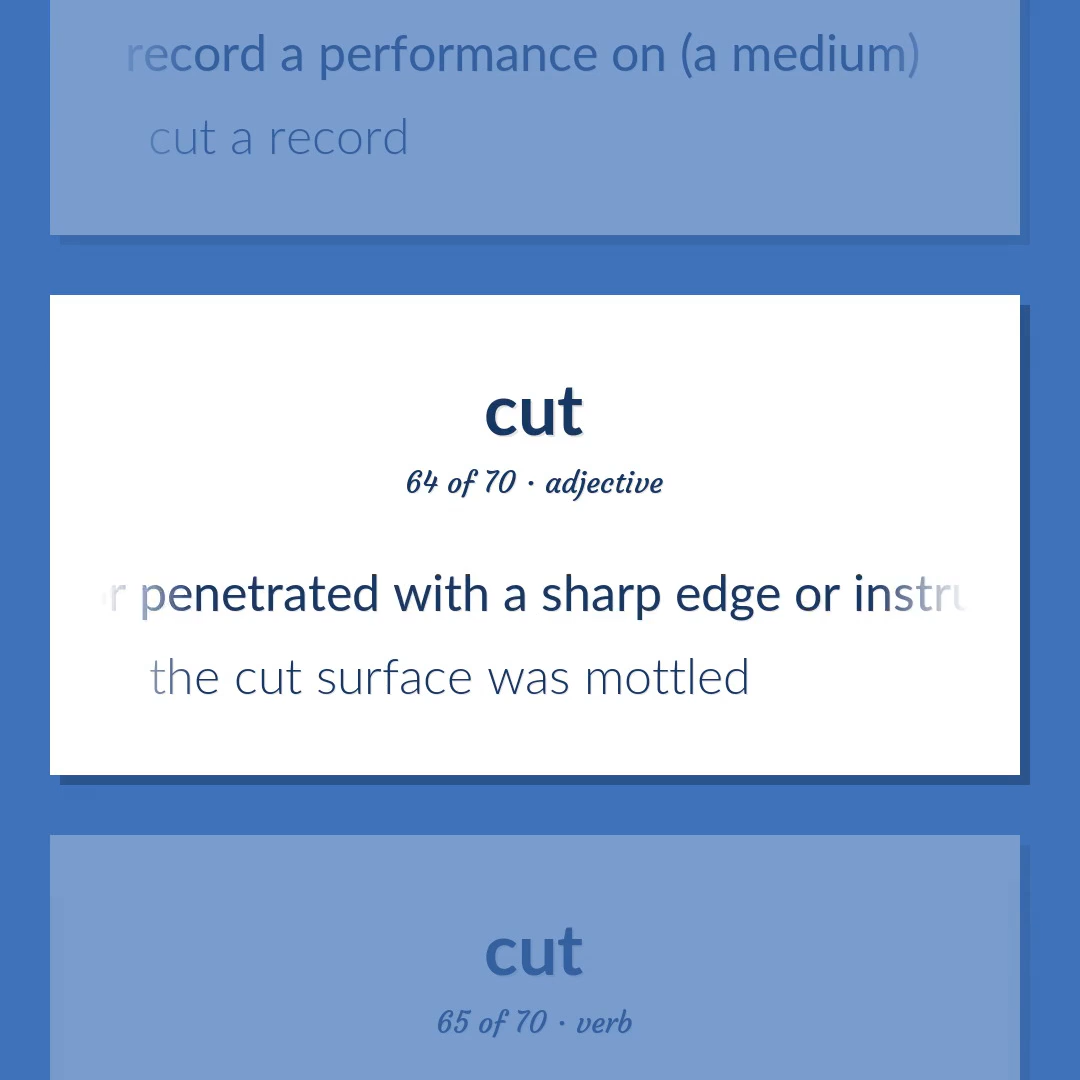 record a performance on (a medium)
cut a record
cut
64 of 70 · adjective
penetrated with a sharp edge or
the cut surface was mottled
cut
65 of 70 · verb